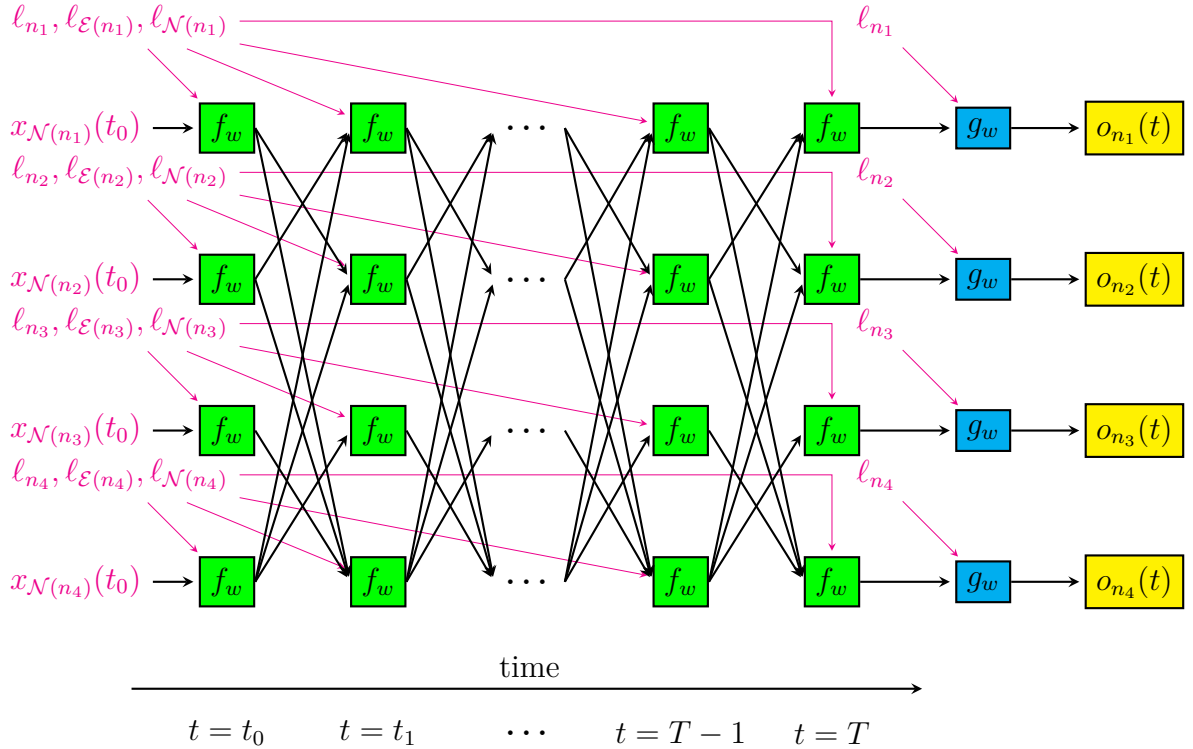 ℓ_{n_1}, ℓ_{ℰ(n_1)}, ℓ_{𝒩(n_1)} ℓ_{n_1}
x_{𝒩(n_1)}(t_0) f_w f_w ··· f_w f_w g_w o_{n_1}(t)
ℓ_{n_2}, ℓ_{ℰ(n_2)}, ℓ_{𝒩(n_2)} ℓ_{n_2}
x_{𝒩(n_2)}(t_0) f_w f_w ··· f_w f_w g_w o_{n_2}(t)
ℓ_{n_3}, ℓ_{ℰ(n_3)}, ℓ_{𝒩(n_3)} ℓ_{n_3}
x_{𝒩(n_3)}(t_0) f_w f_w ··· f_w f_w g_w o_{n_3}(t)
ℓ_{n_4}, ℓ_{ℰ(n_4)}, ℓ_{𝒩(n_4)} ℓ_{n_4}
x_{𝒩(n_4)}(t_0) f_w f_w ··· f_w f_w g_w o_{n_4}(t)
time
t = t_0 t = t_1 ··· t = T − 1 t = T